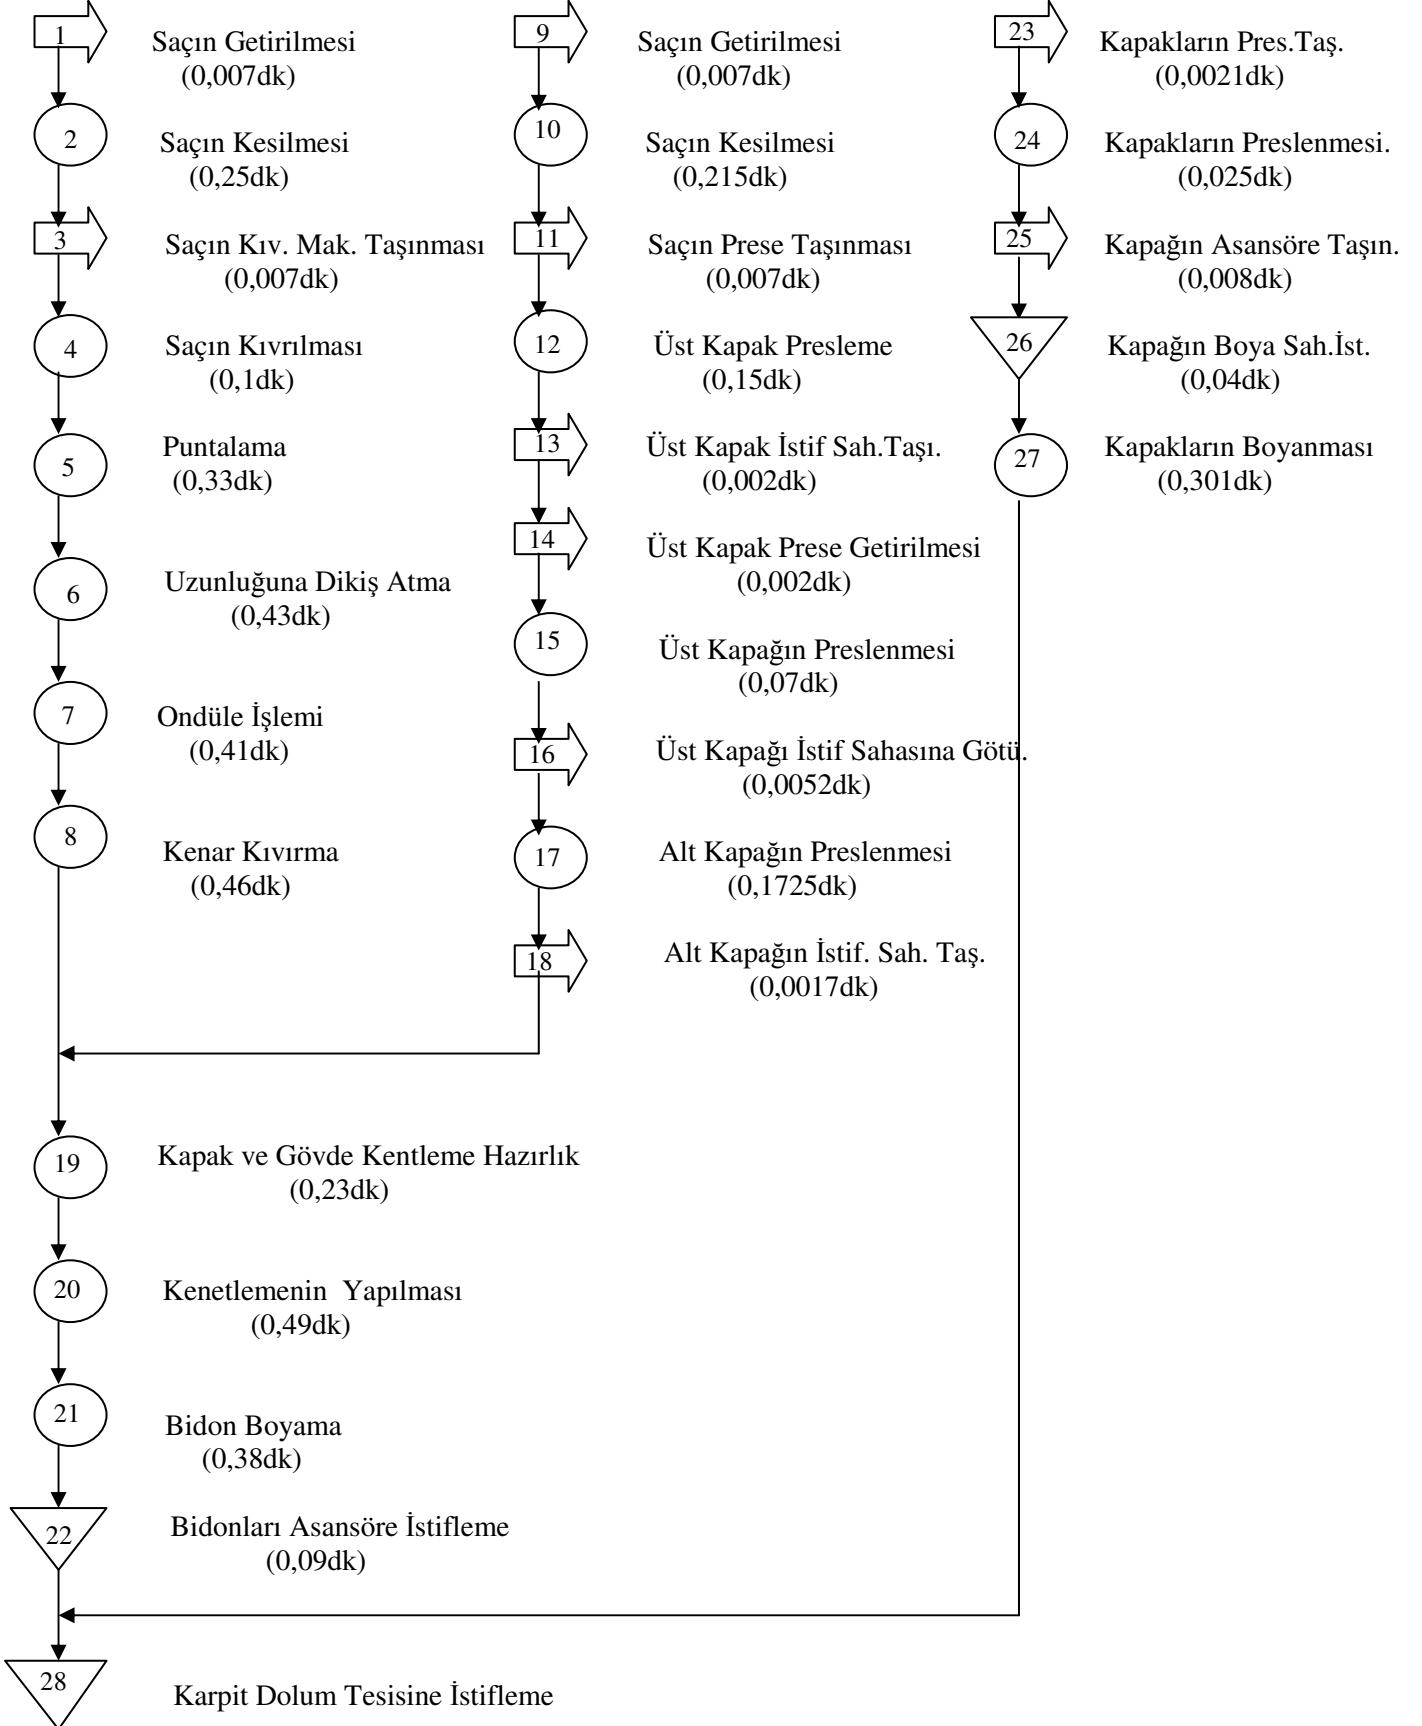 1
Saçın Getirilmesi
(0,007dk)
2
Saçın Kesilmesi
(0,25dk)
3
Saçın Kıv. Mak. Taşınması
(0,007dk)
4
Saçın Kıvrılması
(0,1dk)
5
Puntalama
(0,33dk)
6
Uzunluğuna Dikiş Atma
(0,43dk)
7
Ondüle İşlemi
(0,41dk)
8
Kenar Kıvırma
(0,46dk)
9
Saçın Getirilmesi
(0,007dk)
10
Saçın Kesilmesi
(0,215dk)
11
Saçın Prese Taşınması
(0,007dk)
12
Üst Kapak Presleme
(0,15dk)
13
Üst Kapak İstif Sah.Taşı.
(0,002dk)
14
Üst Kapak Prese Getirilmesi
(0,002dk)
15
Üst Kapağın Preslenmesi
(0,07dk)
16
Üst Kapağı İstif Sahasına Götü.
(0,0052dk)
17
Alt Kapağın Preslenmesi
(0,1725dk)
18
Alt Kapağın İstif. Sah. Taş.
(0,0017dk)
19
Kapak ve Gövde Kentleme Hazırlık
(0,23dk)
20
Kenetlemenin Yapılması
(0,49dk)
21
Bidon Boyama
(0,38dk)
22
Bidonları Asansöre İstifleme
(0,09dk)
23
Kapakların Pres.Taş.
(0,0021dk)
24
Kapakların Preslenmesi.
(0,025dk)
25
Kapağın Asansöre Taşın.
(0,008dk)
26
Kapağın Boya Sah.İst.
(0,04dk)
27
Kapakların Boyanması
(0,301dk)
28
Karpit Dolum Tesisine İstifleme